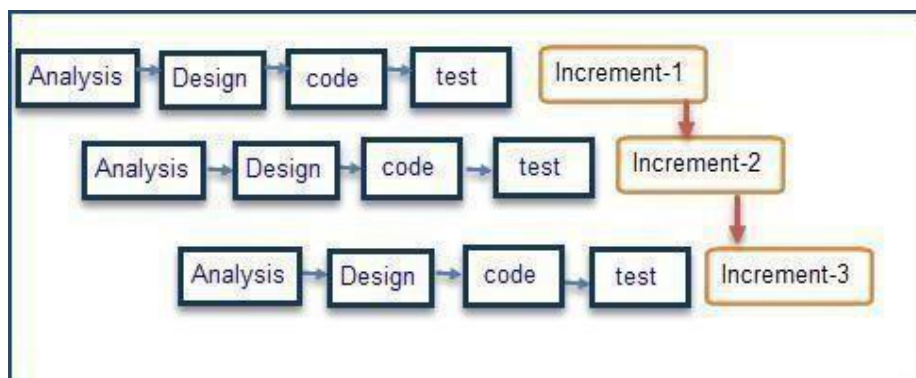 Analysis Design code test Increment-1
Analysis Design code test Increment-2
Analysis Design code test Increment-3